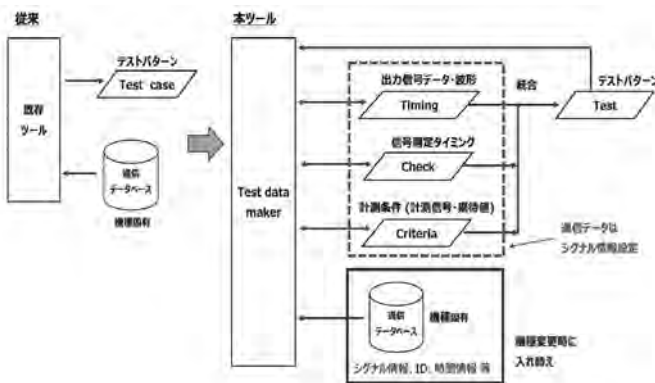 従来
既存
ツール
テストパターン
Test case
通信
データベース
機種固有
本ツール
Test data
maker
出力信号データ・波形
Timing
信号測定タイミング
Check
計測条件 (計測信号・期待値)
Criteria
統合
テストパターン
Test
通信データは
シグナル情報設定
通信
データベース
機種固有
シグナル情報、ID、時間情報 等
機種変更時に
入れ替え